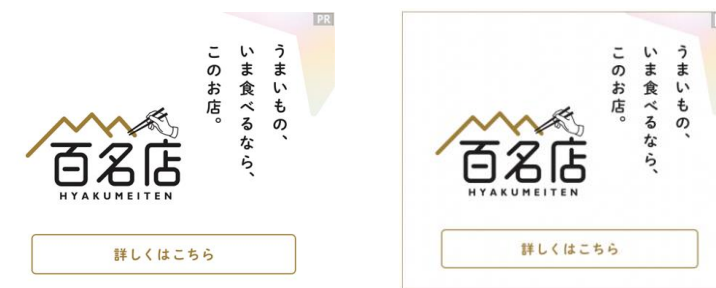 PR
うまいもの、
いま食べるなら、
このお店。
百名店
HYAKUMEITEN
詳しくはこちら
うまいもの、
いま食べるなら、
このお店。
百名店
HYAKUMEITEN
詳しくはこちら